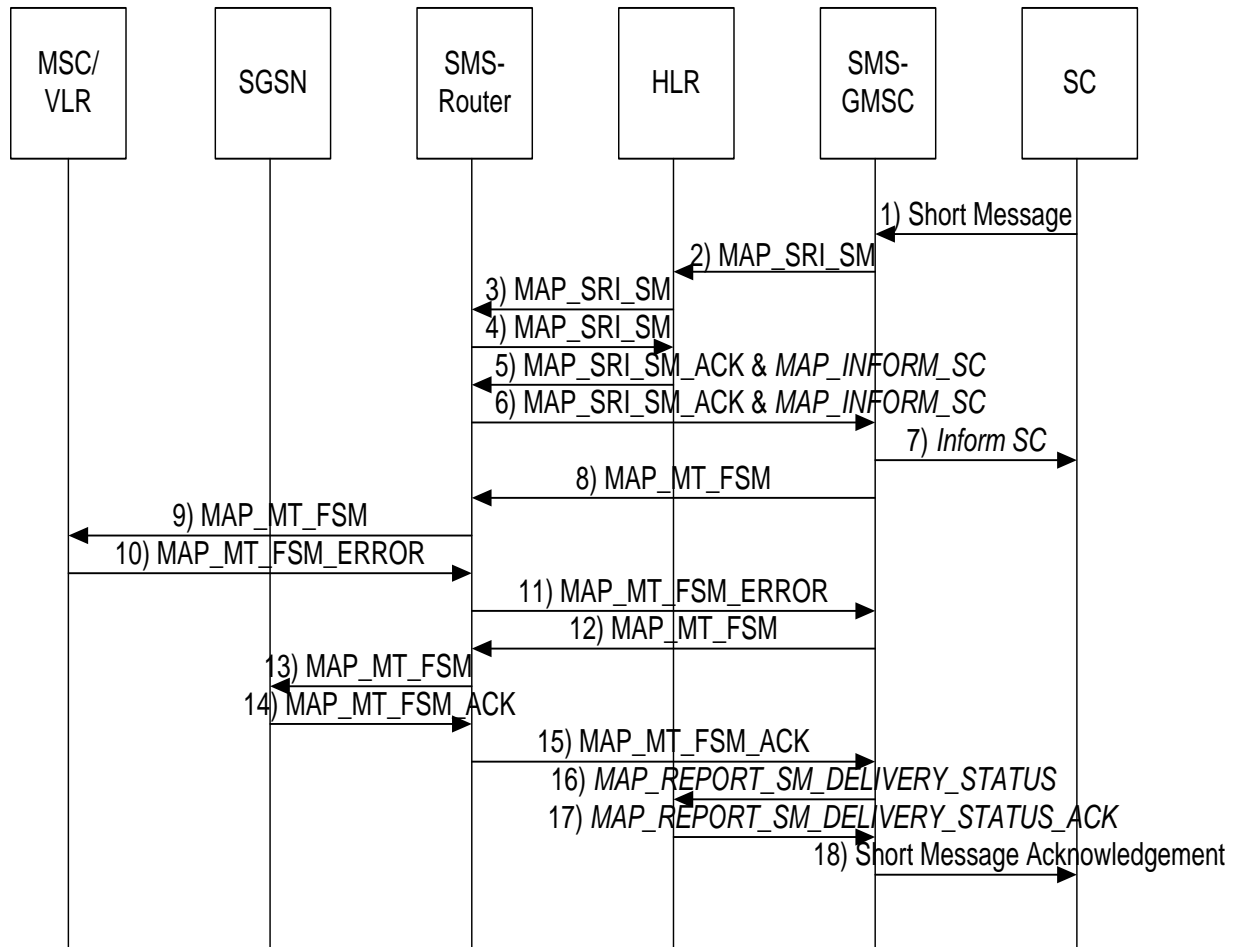 MSC/
VLR
SGSN
SMS-
Router
HLR
SMS-
GMSC
SC
1) Short Message
2) MAP_SRI_SM
3) MAP_SRI_SM
4) MAP_SRI_SM
5) MAP_SRI_SM_ACK & MAP_INFORM_SC
6) MAP_SRI_SM_ACK & MAP_INFORM_SC
7) Inform SC
8) MAP_MT_FSM
9) MAP_MT_FSM
10) MAP_MT_FSM_ERROR
11) MAP_MT_FSM_ERROR
12) MAP_MT_FSM
13) MAP_MT_FSM
14) MAP_MT_FSM_ACK
15) MAP_MT_FSM_ACK
16) MAP_REPORT_SM_DELIVERY_STATUS
17) MAP_REPORT_SM_DELIVERY_STATUS_ACK
18) Short Message Acknowledgement